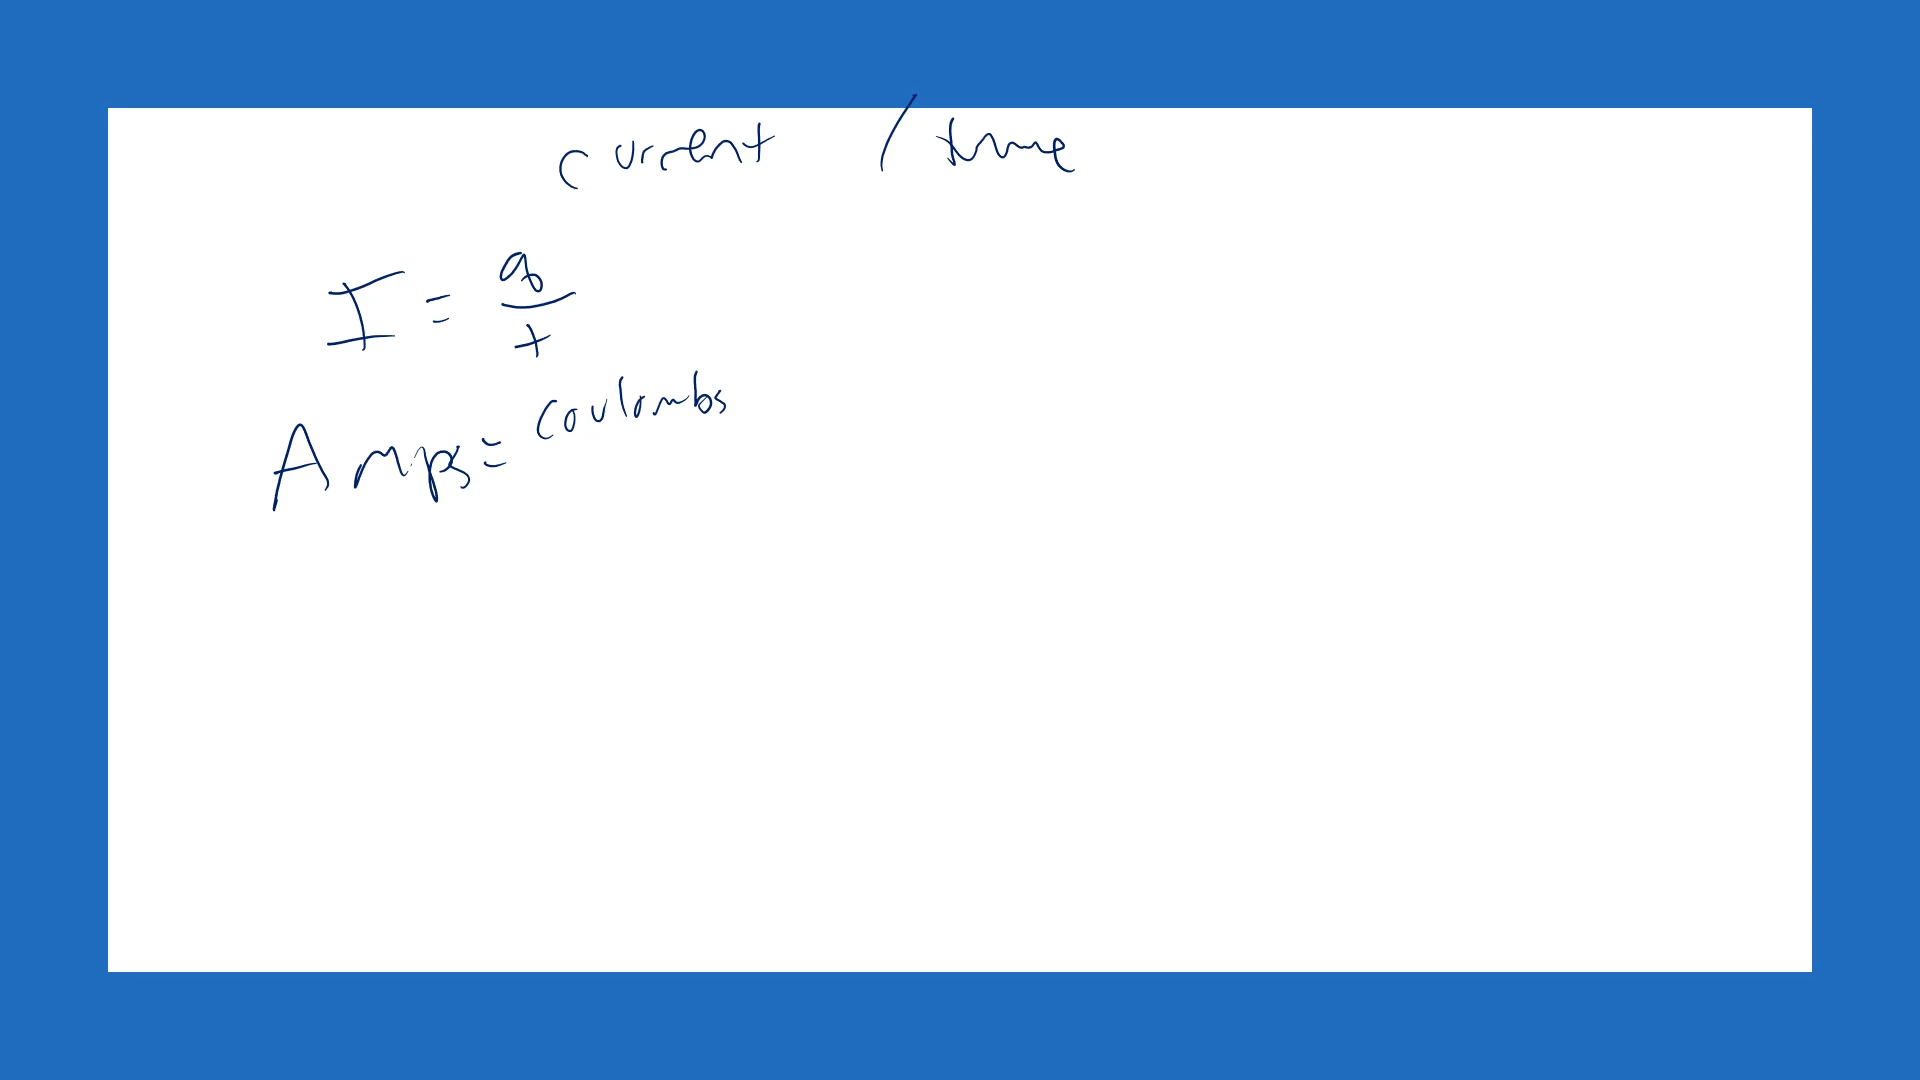 current / time
I = q/t
Amps = coulombs